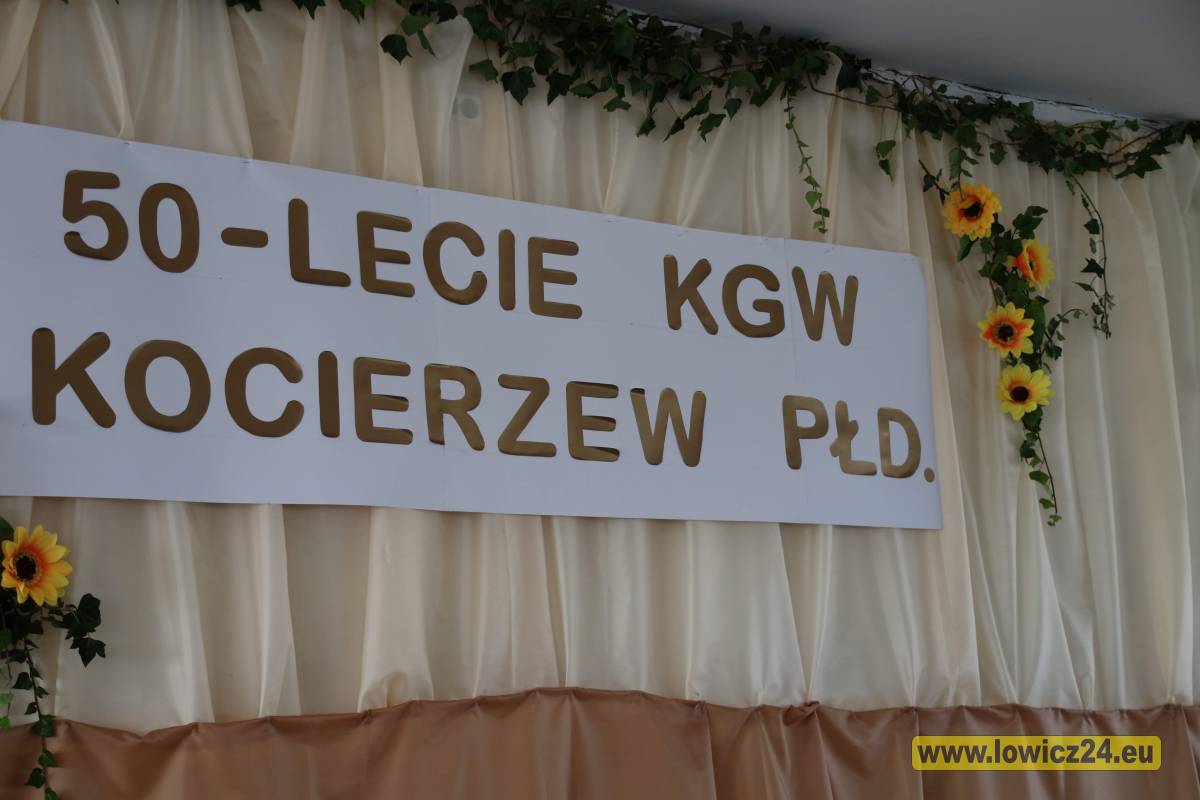 50-LECIE KGW
KOCIERZEW PŁD.
www.lowicz24.eu